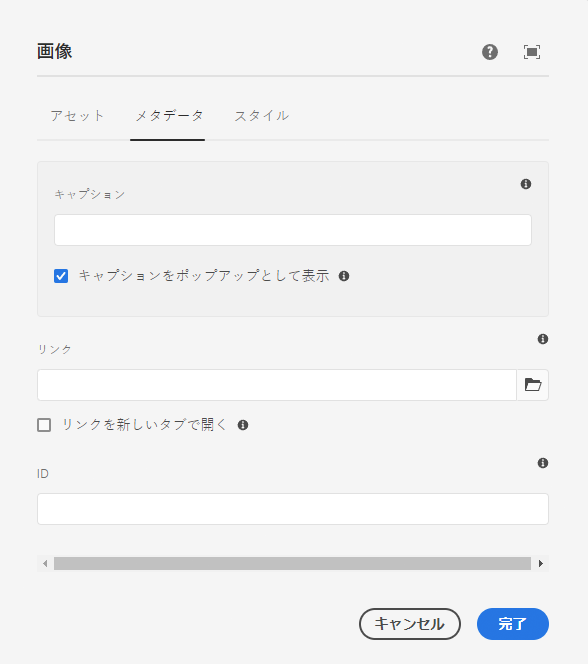 画像
アセット メタデータ スタイル
キャプション
キャプションをポップアップとして表示
リンク
リンクを新しいタブで開く
ID
キャンセル 完了